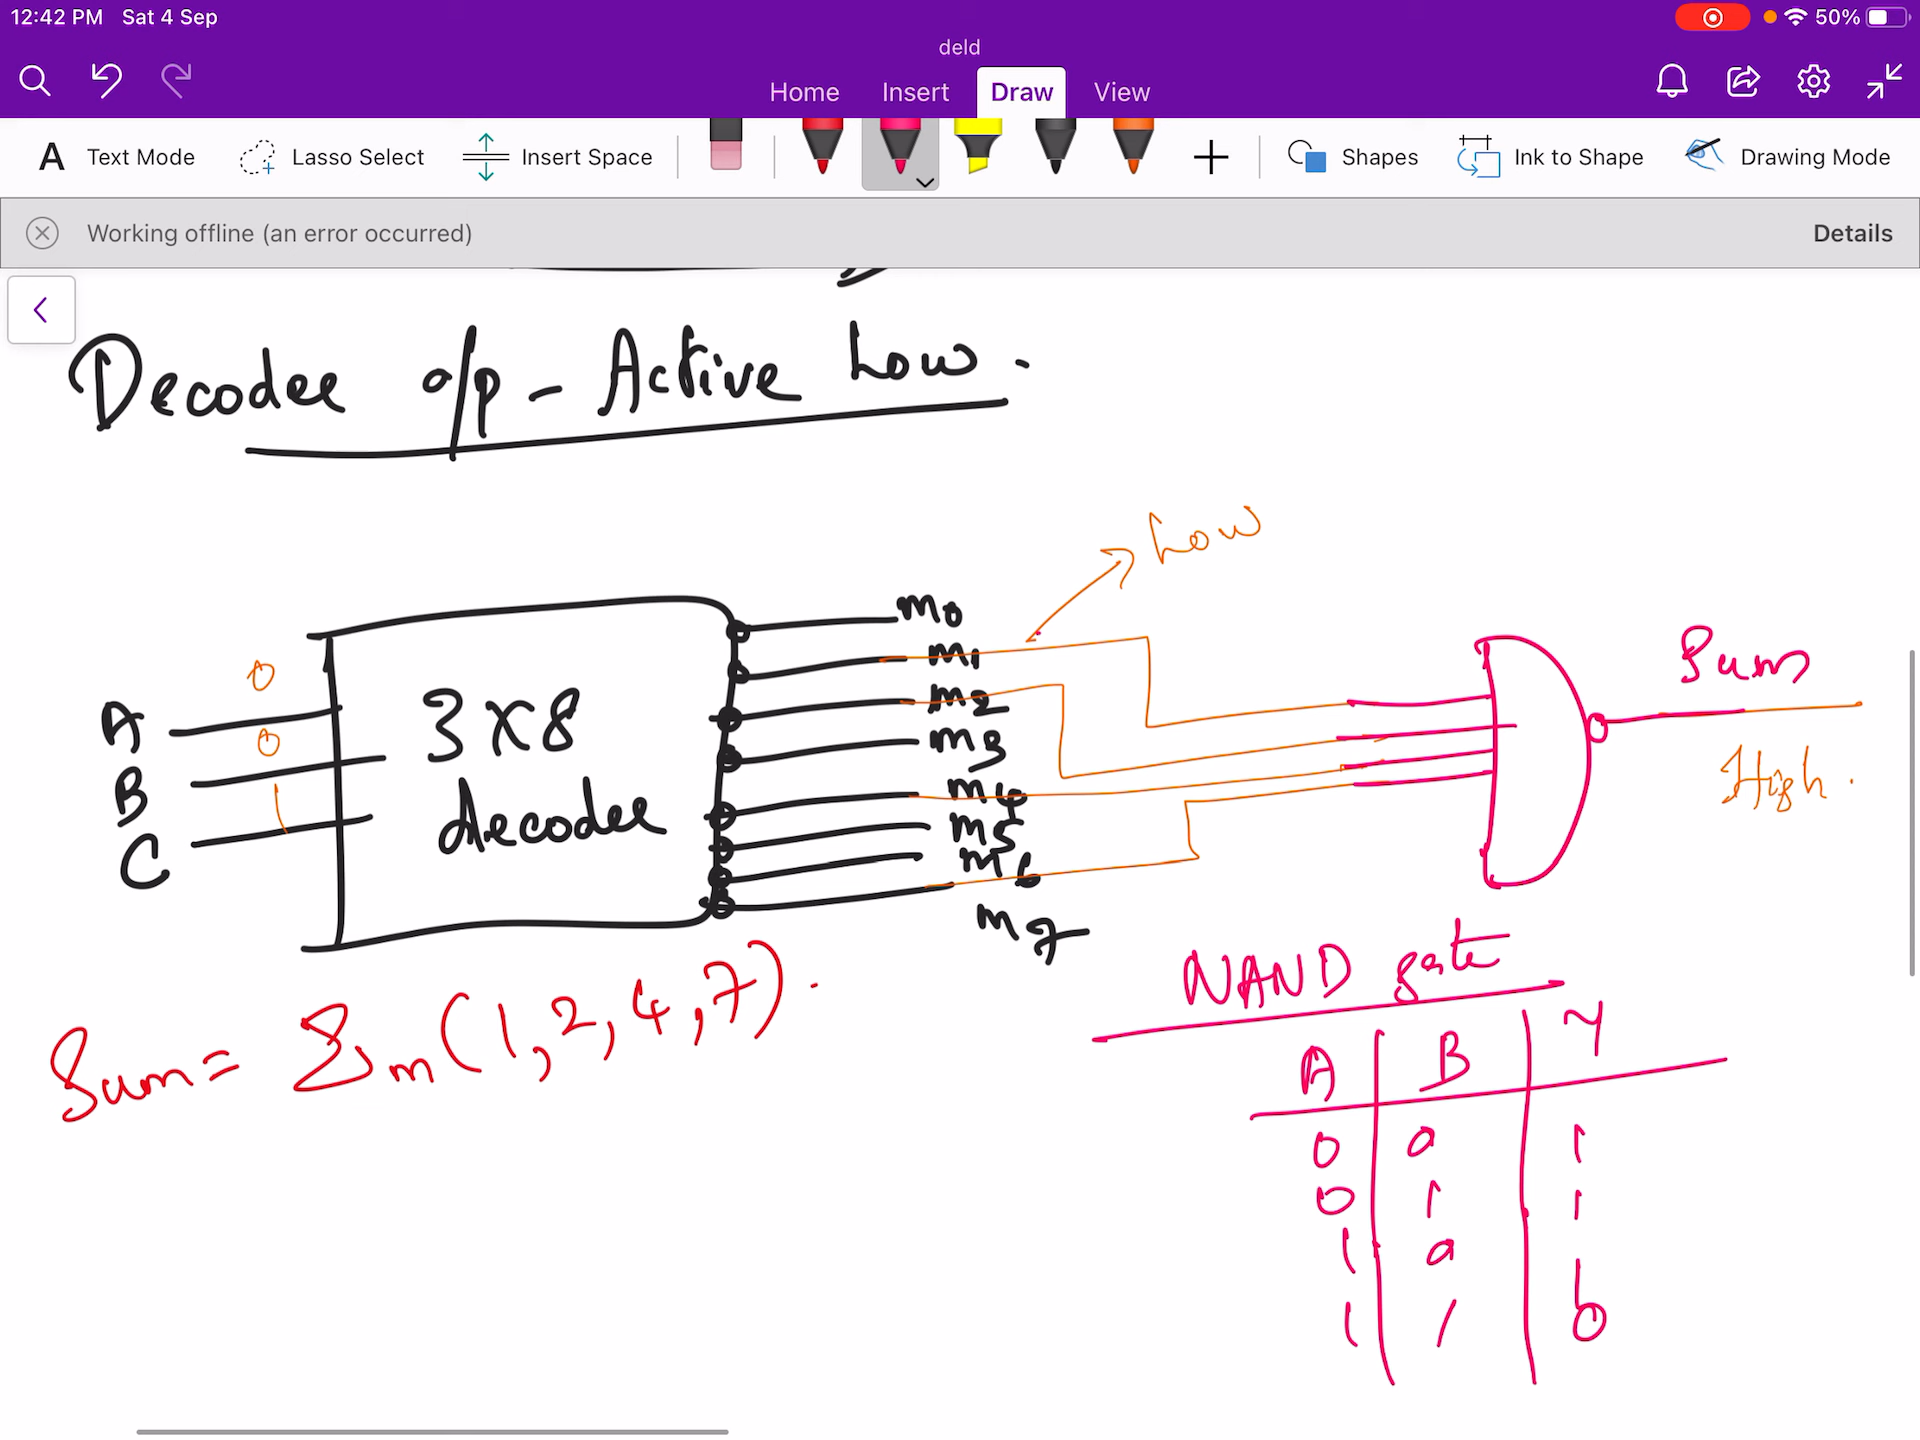 12:42 PM Sat 4 Sep
50%
deld
Home Insert Draw View
A Text Mode Lasso Select Insert Space Shapes Ink to Shape Drawing Mode
Working offline (an error occurred) Details
Decoder o/p - Active Low.
Low
m0
m1
m2
m3
m4
m5
m6
m7
0
A
0
B
1
C
3X8
decoder
Sum
High.
Sum = Σm(1,2,4,7).
NAND gate
A B Y
0 0 1
0 1 1
1 0 1
1 1 0